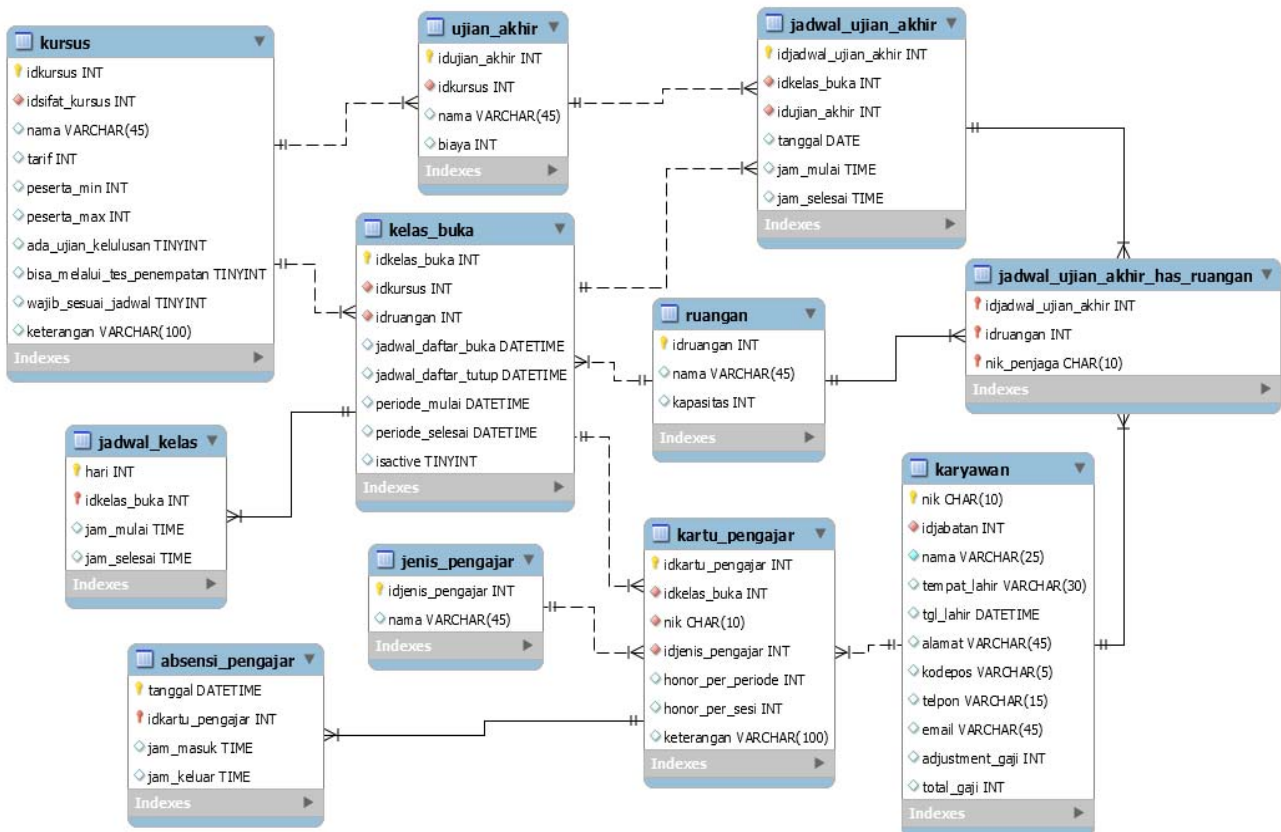 kursus
idkursus INT
idsifat_kursus INT
nama VARCHAR(45)
tarif INT
peserta_min INT
peserta_max INT
ada_ujian_kelulusan TINYINT
bisa_melalui_tes_penempatan TINYINT
wajib_sesuai_jadwal TINYINT
keterangan VARCHAR(100)
Indexes
ujian_akhir
idujian_akhir INT
idkursus INT
nama VARCHAR(45)
biaya INT
Indexes
jadwal_ujian_akhir
idjadwal_ujian_akhir INT
idkelas_buka INT
idujian_akhir INT
tanggal DATE
jam_mulai TIME
jam_selesai TIME
Indexes
kelas_buka
idkelas_buka INT
idkursus INT
idruangan INT
jadwal_daftar_buka DATETIME
jadwal_daftar_tutup DATETIME
periode_mulai DATETIME
periode_selesai DATETIME
isactive TINYINT
Indexes
ruangan
idruangan INT
nama VARCHAR(45)
kapasitas INT
Indexes
jadwal_ujian_akhir_has_ruangan
idjadwal_ujian_akhir INT
idruangan INT
nik_penjaga CHAR(10)
Indexes
jadwal_kelas
hari INT
idkelas_buka INT
jam_mulai TIME
jam_selesai TIME
Indexes
jenis_pengajar
idjenis_pengajar INT
nama VARCHAR(45)
Indexes
kartu_pengajar
idkartu_pengajar INT
idkelas_buka INT
nik CHAR(10)
idjenis_pengajar INT
honor_per_periode INT
honor_per_sesi INT
keterangan VARCHAR(100)
Indexes
karyawan
nik CHAR(10)
idjabatan INT
nama VARCHAR(25)
tempat_lahir VARCHAR(30)
tgl_lahir DATETIME
alamat VARCHAR(45)
kodepos VARCHAR(5)
telpon VARCHAR(15)
email VARCHAR(45)
adjustment_gaji INT
total_gaji INT
Indexes
absensi_pengajar
tanggal DATETIME
idkartu_pengajar INT
jam_masuk TIME
jam_keluar TIME
Indexes